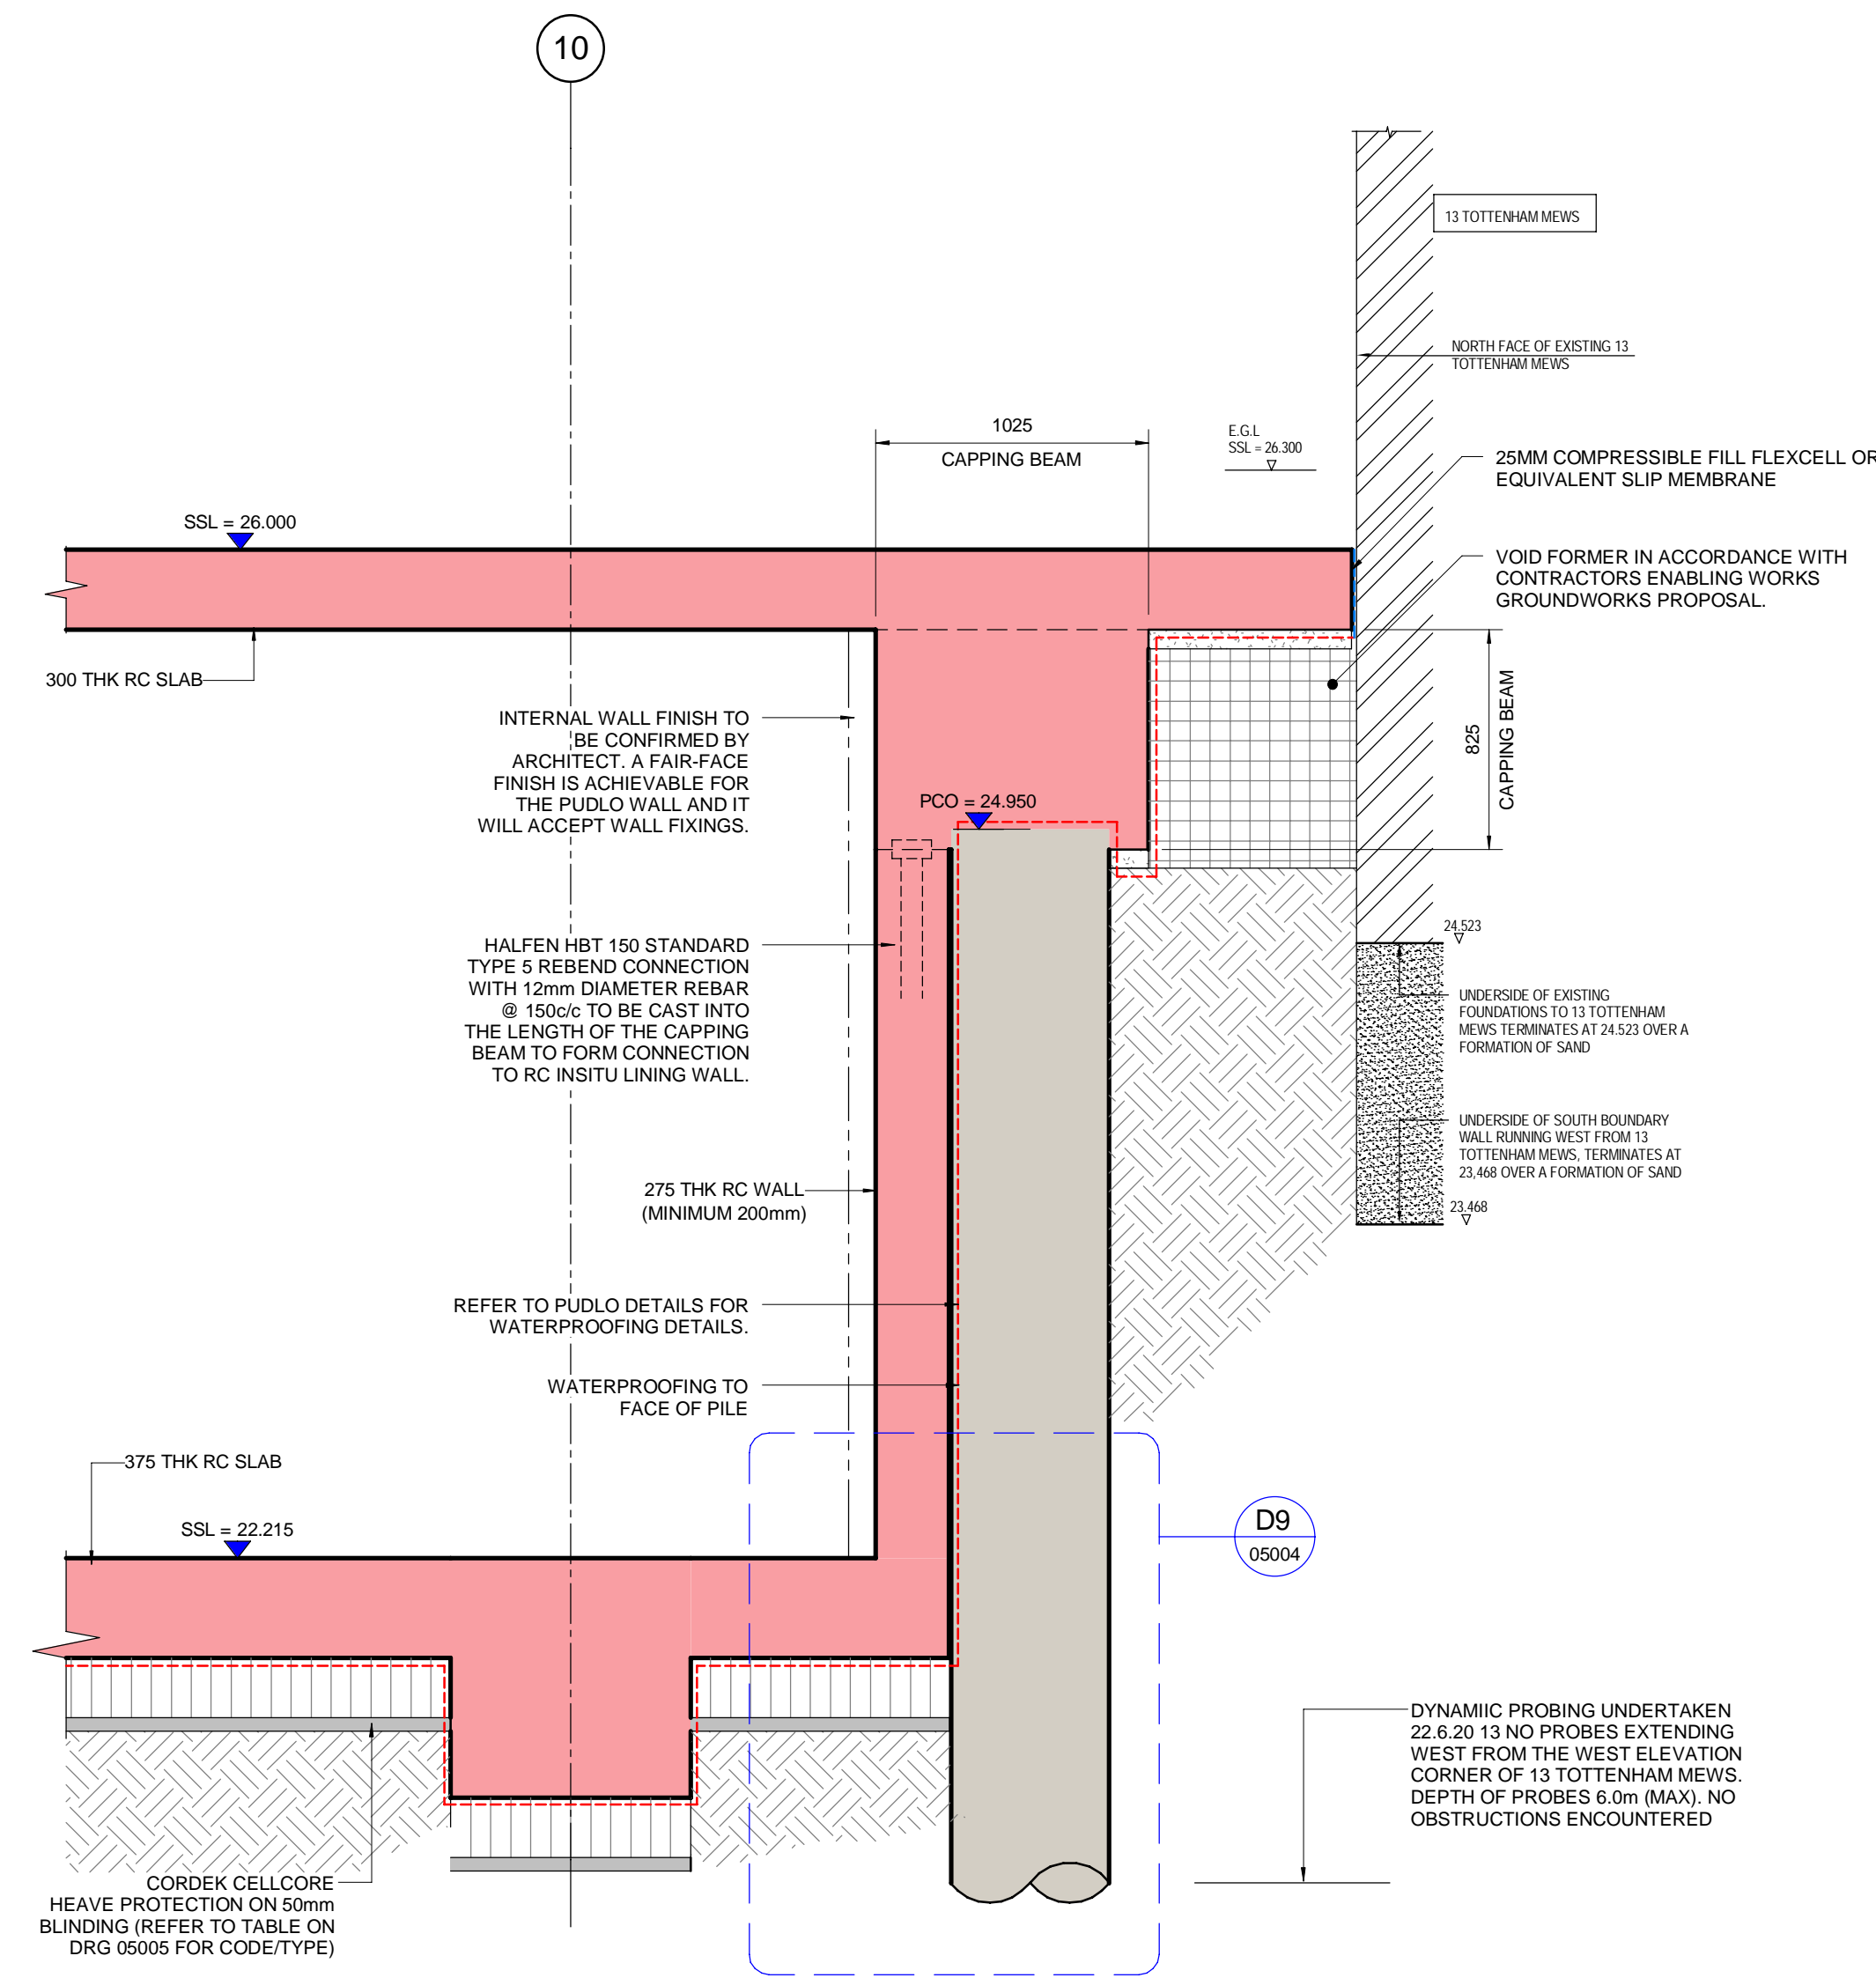 10
13 TOTTENHAM MEWS
NORTH FACE OF EXISTING 13
TOTTENHAM MEWS
1025
CAPPING BEAM
E.G.L
SSL = 26.300
25MM COMPRESSIBLE FILL FLEXCELL OR
EQUIVALENT SLIP MEMBRANE
SSL = 26.000
VOID FORMER IN ACCORDANCE WITH
CONTRACTORS ENABLING WORKS
GROUNDWORKS PROPOSAL.
300 THK RC SLAB
825
CAPPING BEAM
INTERNAL WALL FINISH TO
BE CONFIRMED BY
ARCHITECT. A FAIR-FACE
FINISH IS ACHIEVABLE FOR
THE PUDLO WALL AND IT
WILL ACCEPT WALL FIXINGS.
PCO = 24.950
24.523
HALFEN HBT 150 STANDARD
TYPE 5 REBEND CONNECTION
WITH 12mm DIAMETER REBAR
@ 150c/c TO BE CAST INTO
THE LENGTH OF THE CAPPING
BEAM TO FORM CONNECTION
TO RC INSITU LINING WALL.
UNDERSIDE OF EXISTING
FOUNDATIONS TO 13 TOTTENHAM
MEWS TERMINATES AT 24.523 OVER A
FORMATION OF SAND
UNDERSIDE OF SOUTH BOUNDARY
WALL RUNNING WEST FROM 13
TOTTENHAM MEWS, TERMINATES AT
23,468 OVER A FORMATION OF SAND
275 THK RC WALL
(MINIMUM 200mm)
23.468
REFER TO PUDLO DETAILS FOR
WATERPROOFING DETAILS.
WATERPROOFING TO
FACE OF PILE
375 THK RC SLAB
SSL = 22.215
D9
05004
DYNAMIIC PROBING UNDERTAKEN
22.6.20 13 NO PROBES EXTENDING
WEST FROM THE WEST ELEVATION
CORNER OF 13 TOTTENHAM MEWS.
DEPTH OF PROBES 6.0m (MAX). NO
OBSTRUCTIONS ENCOUNTERED
CORDEK CELLCORE
HEAVE PROTECTION ON 50mm
BLINDING (REFER TO TABLE ON
DRG 05005 FOR CODE/TYPE)